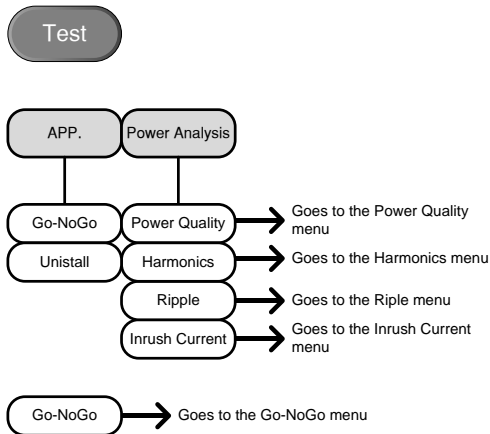 Test
APP.
Power Analysis
Go-NoGo
Power Quality
Goes to the Power Quality
menu
Unistall
Harmonics
Goes to the Harmonics menu
Ripple
Goes to the Riple menu
Inrush Current
Goes to the Inrush Current
menu
Go-NoGo
Goes to the Go-NoGo menu